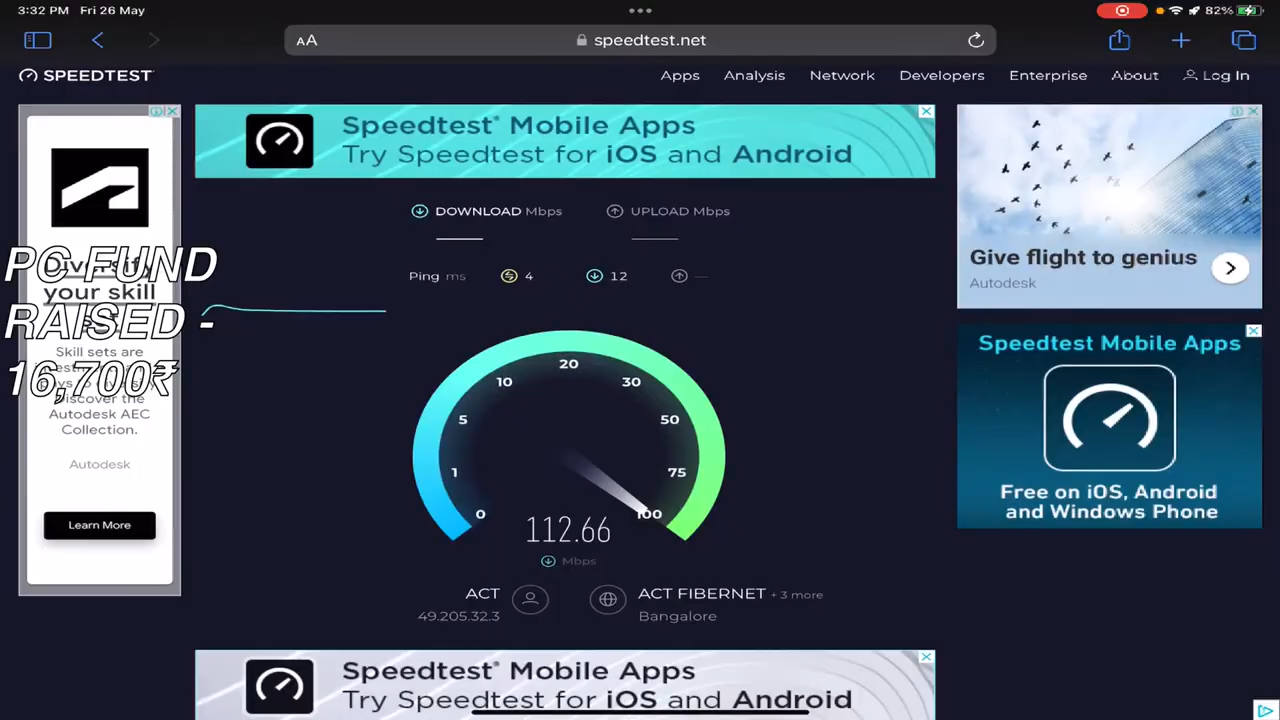 3:32 PM Fri 26 May
82%
AA
speedtest.net
SPEEDTEST
Apps Analysis Network Developers Enterprise About Log In
Speedtest® Mobile Apps
Try Speedtest for iOS and Android
DOWNLOAD Mbps
UPLOAD Mbps
Ping ms 4 12 —
PC FUND
RAISED -
16,700₹
Diversify
your skill
Skill sets are
Discover the
Autodesk AEC
Collection.
Autodesk
Learn More
0
1
5
10
20
30
50
75
100
112.66
Mbps
ACT
49.205.32.3
ACT FIBERNET + 3 more
Bangalore
Give flight to genius
Autodesk
Speedtest Mobile Apps
Free on iOS, Android
and Windows Phone
Speedtest® Mobile Apps
Try Speedtest for iOS and Android